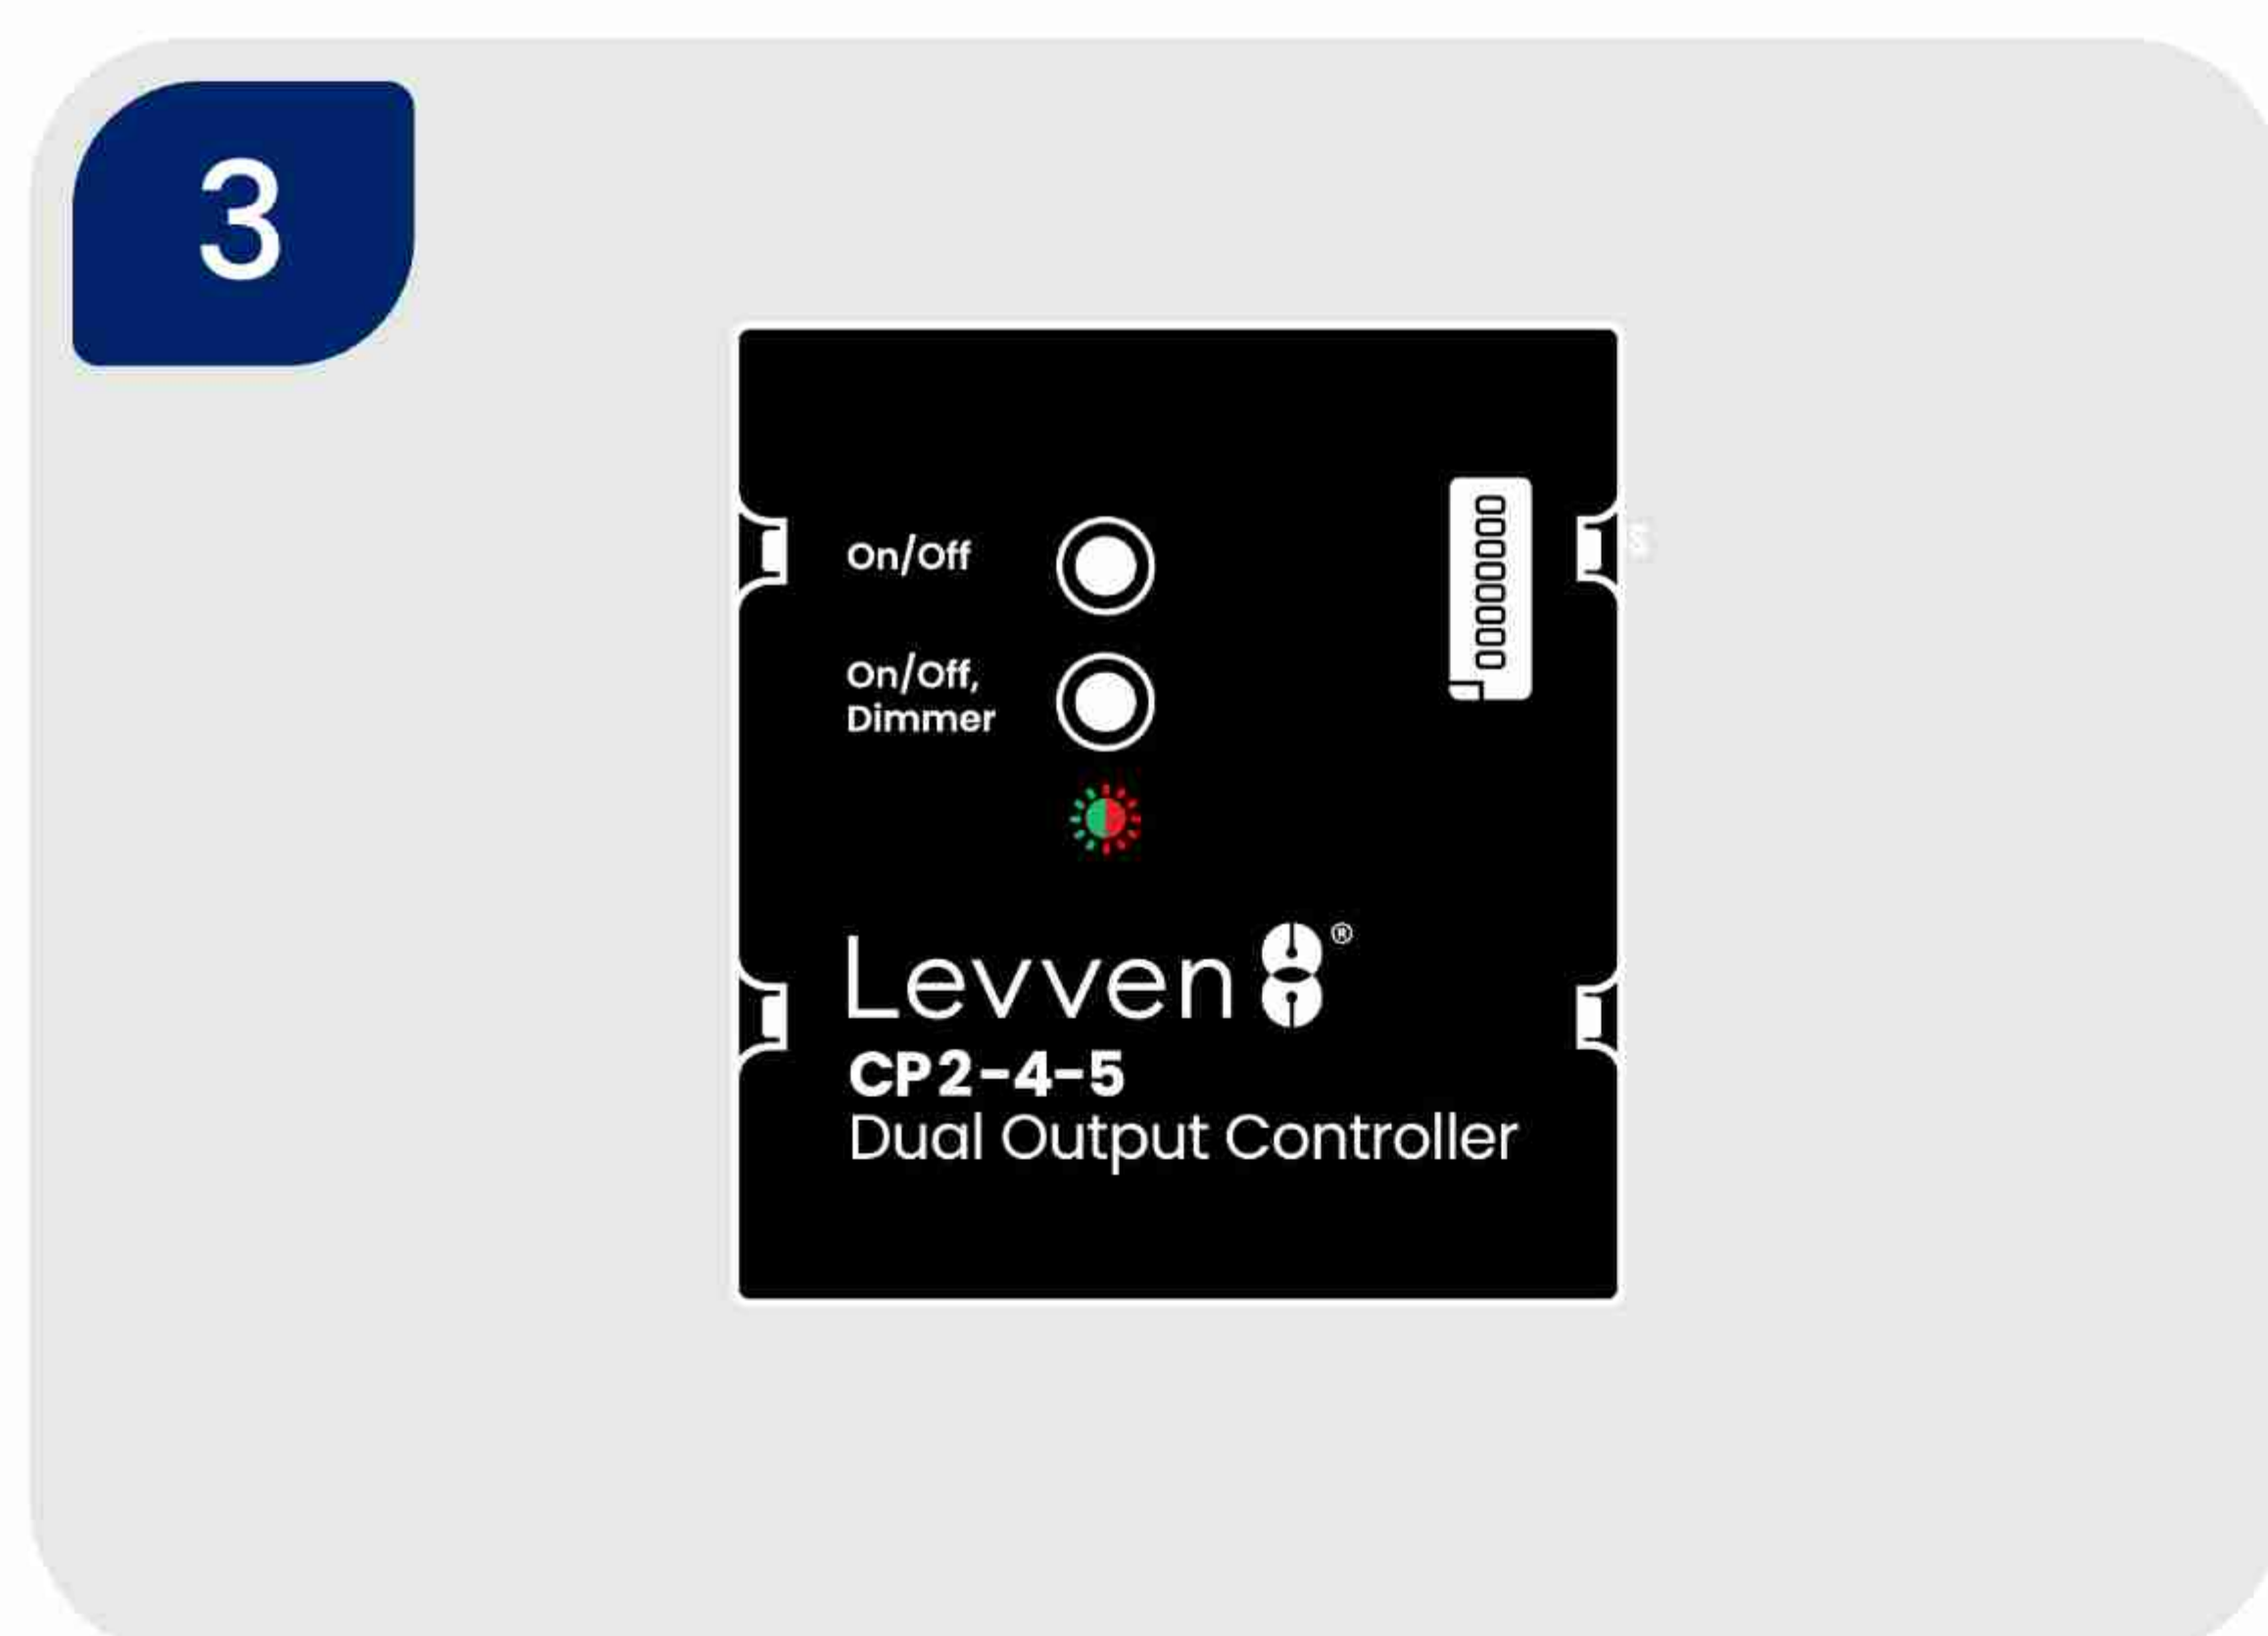 3
On/Off
On/Off,
Dimmer
Levven ®
CP2-4-5
Dual Output Controller